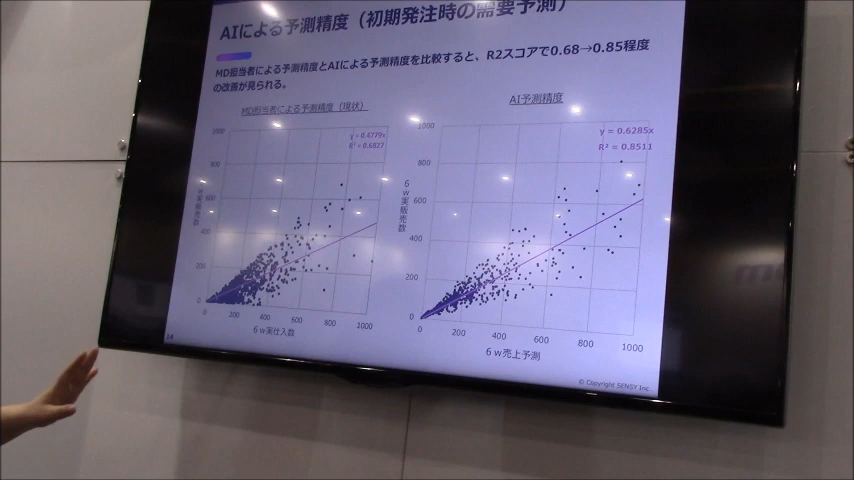 AIによる予測精度（初期発注時の需要予測）
MD担当者による予測精度とAIによる予測精度を比較すると、R2スコアで0.68→0.85程度
の改善が見られる。
MD担当者による予測精度（現状）
AI予測精度
y = 0.4779x
R² = 0.6827
1000
800
600
400
200
0
6w実販売数
0 200 400 600 800 1000
6w実仕入数
y = 0.6285x
R² = 0.8511
1000
800
600
400
200
0
6w実販売数
0 200 400 600 800 1000
6w売上予測
14
© Copyright SENSY Inc.